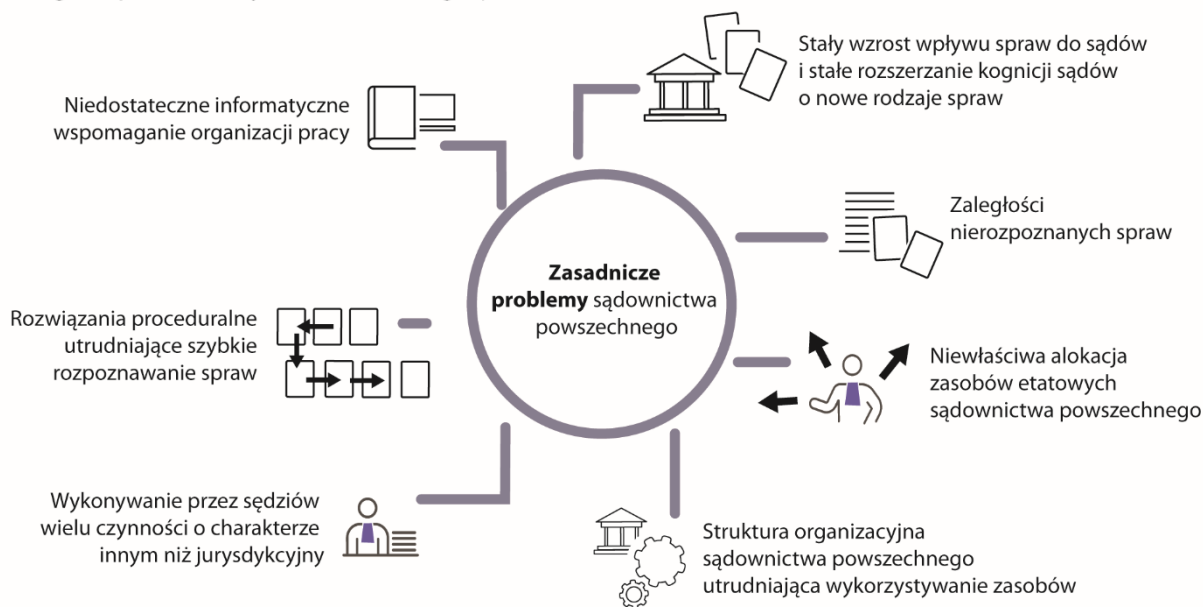 Stały wzrost wpływu spraw do sądów
i stałe rozszerzanie kognicji sądów
o nowe rodzaje spraw
Niedostateczne informatyczne
wspomaganie organizacji pracy
Zaległości
nierozpoznanych spraw
Zasadnicze
problemy sądownictwa
powszechnego
Rozwiązania proceduralne
utrudniające szybkie
rozpoznawanie spraw
Niewłaściwa alokacja
zasobów etatowych
sądownictwa powszechnego
Wykonywanie przez sędziów
wielu czynności o charakterze
innym niż jurysdykcyjny
Struktura organizacyjna
sądownictwa powszechnego
utrudniająca wykorzystywanie zasobów